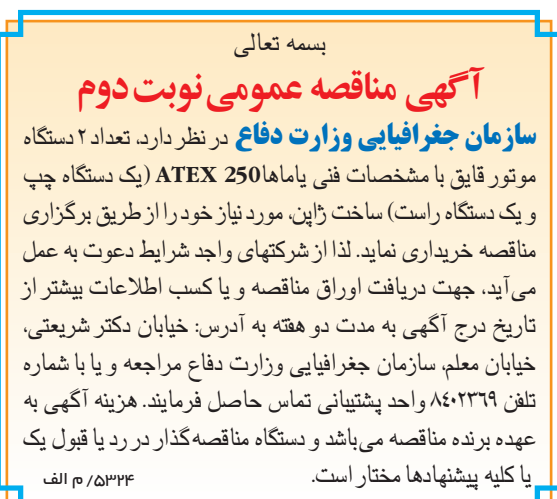 بسمه تعالی
آگهی مناقصه عمومی نوبت دوم
سازمان جغرافیایی وزارت دفاع در نظر دارد، تعداد ۲ دستگاه
موتور قایق با مشخصات فنی یاماها ATEX 250 (یک دستگاه چپ
و یک دستگاه راست) ساخت ژاپن، مورد نیاز خود را از طریق برگزاری
مناقصه خریداری نماید. لذا از شرکتهای واجد شرایط دعوت به عمل
می‌آید، جهت دریافت اوراق مناقصه و یا کسب اطلاعات بیشتر از
تاریخ درج آگهی به مدت دو هفته به آدرس: خیابان دکتر شریعتی،
خیابان معلم، سازمان جغرافیایی وزارت دفاع مراجعه و یا با شماره
تلفن ۸٤۰۲۳٦۹ واحد پشتیبانی تماس حاصل فرمایند. هزینه آگهی به
عهده برنده مناقصه می‌باشد و دستگاه مناقصه گذار در رد یا قبول یک
یا کلیه پیشنهادها مختار است.
۵۳۲۴/ م الف